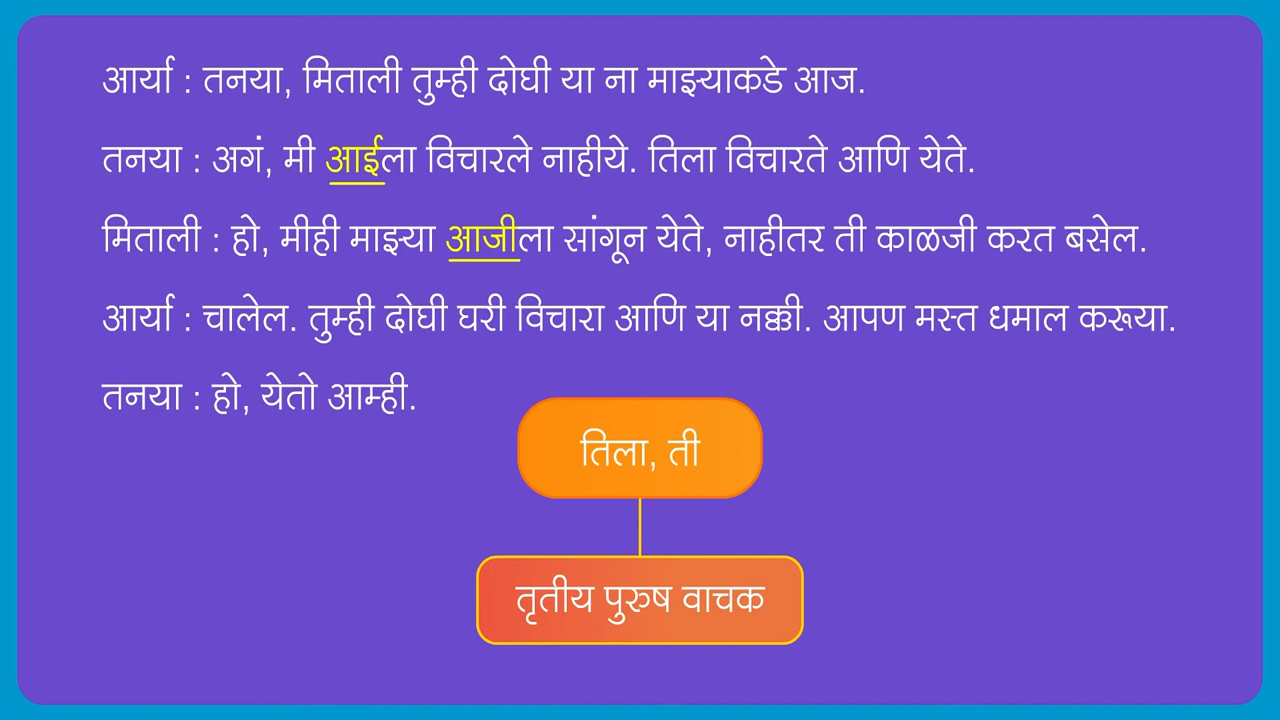 आर्या : तनया, मिताली तुम्ही दोघी या ना माझ्याकडे आज.
तनया : अगं, मी आईला विचारले नाहीये. तिला विचारते आणि येते.
मिताली : हो, मीही माझ्या आजीला सांगून येते, नाहीतर ती काळजी करत बसेल.
आर्या : चालेल. तुम्ही दोघी घरी विचारा आणि या नक्की. आपण मस्त धमाल करूया.
तनया : हो, येतो आम्ही.
तिला, ती
तृतीय पुरुष वाचक